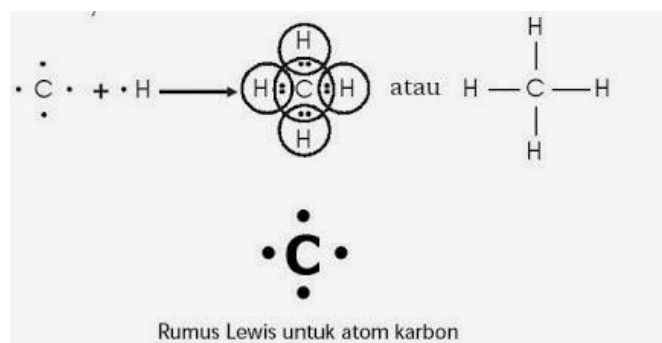 H H
· C · + · H H C H atau H — C — H
H H
C
Rumus Lewis untuk atom karbon